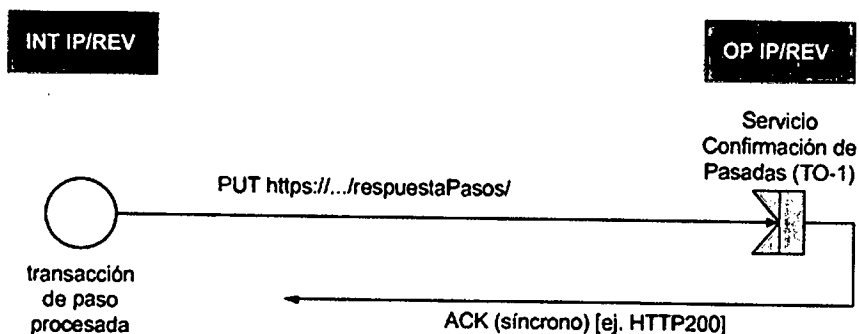 INT IP/REV
OP IP/REV
Servicio
Confirmación de
Pasadas (TO-1)
PUT https://.../respuestaPasos/
transacción
de paso
procesada
ACK (síncrono) [ej. HTTP200]